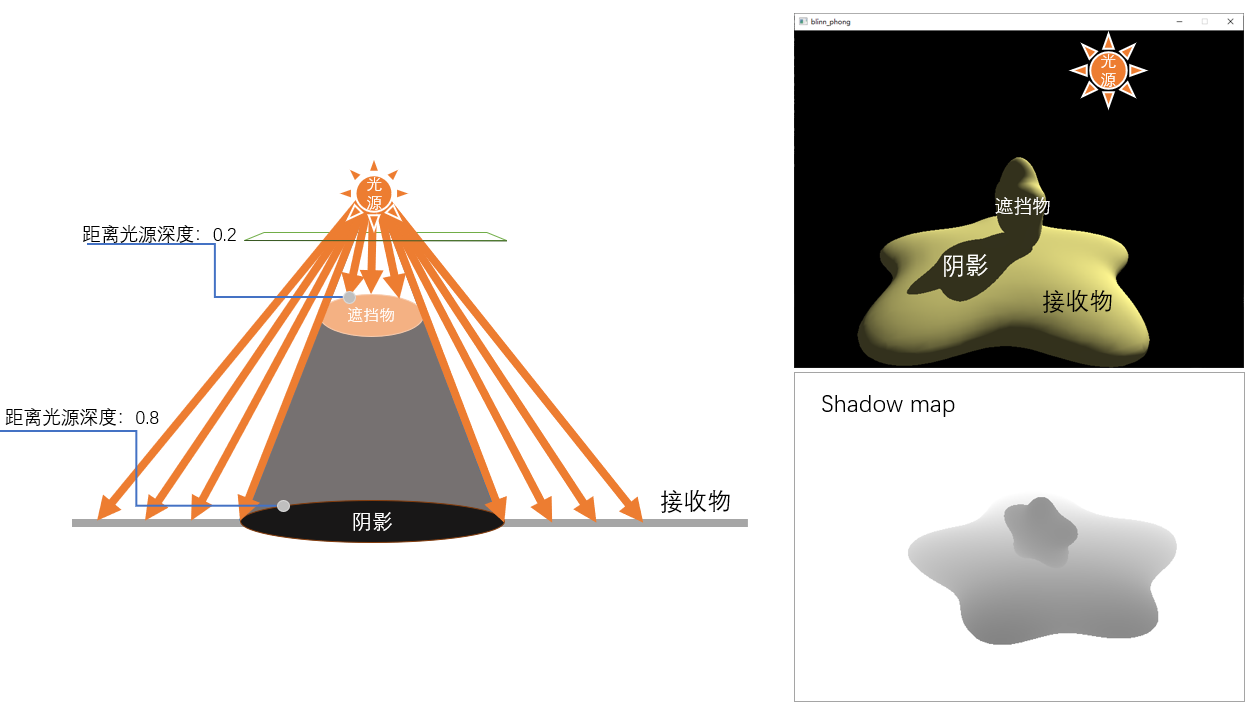 光
源
距离光源深度：0.2
遮挡物
距离光源深度：0.8
接收物
阴影
blinn_phong
光
源
遮挡物
阴影
接收物
Shadow map